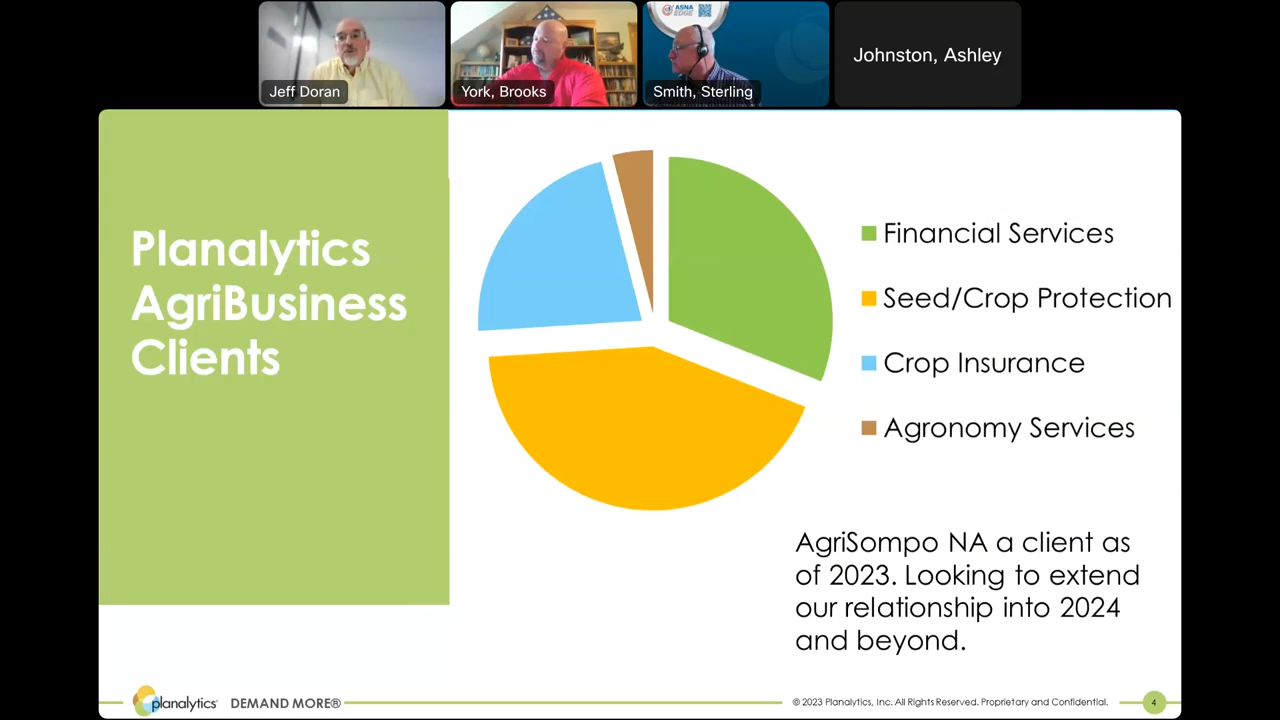 ASNA
EDGE
Jeff Doran
York, Brooks
Smith, Sterling
Johnston, Ashley
Planalytics
AgriBusiness
Clients
Financial Services
Seed/Crop Protection
Crop Insurance
Agronomy Services
AgriSompo NA a client as
of 2023. Looking to extend
our relationship into 2024
and beyond.
planalytics
DEMAND MORE®
© 2023 Planalytics, Inc. All Rights Reserved. Proprietary and Confidential.
4